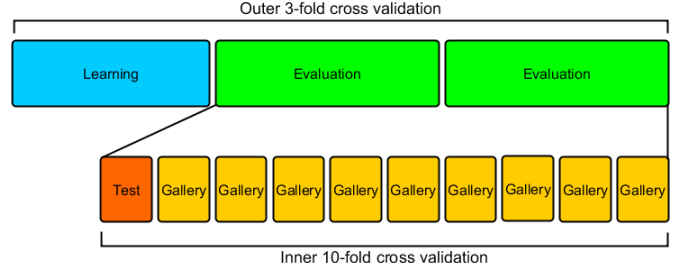 Outer 3-fold cross validation
Learning Evaluation Evaluation
Test Gallery Gallery Gallery Gallery Gallery Gallery Gallery Gallery Gallery
Inner 10-fold cross validation